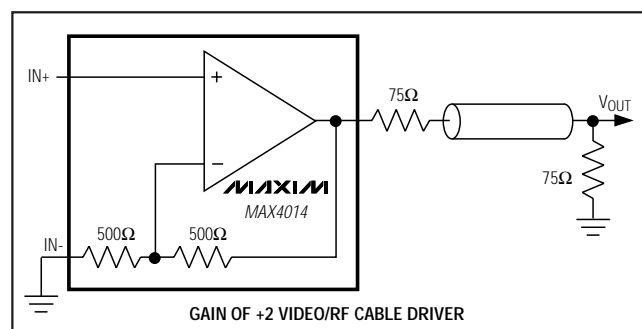 IN+
+
75Ω
VOUT
−
MAXIM
MAX4014
75Ω
IN-
500Ω
500Ω
GAIN OF +2 VIDEO/RF CABLE DRIVER